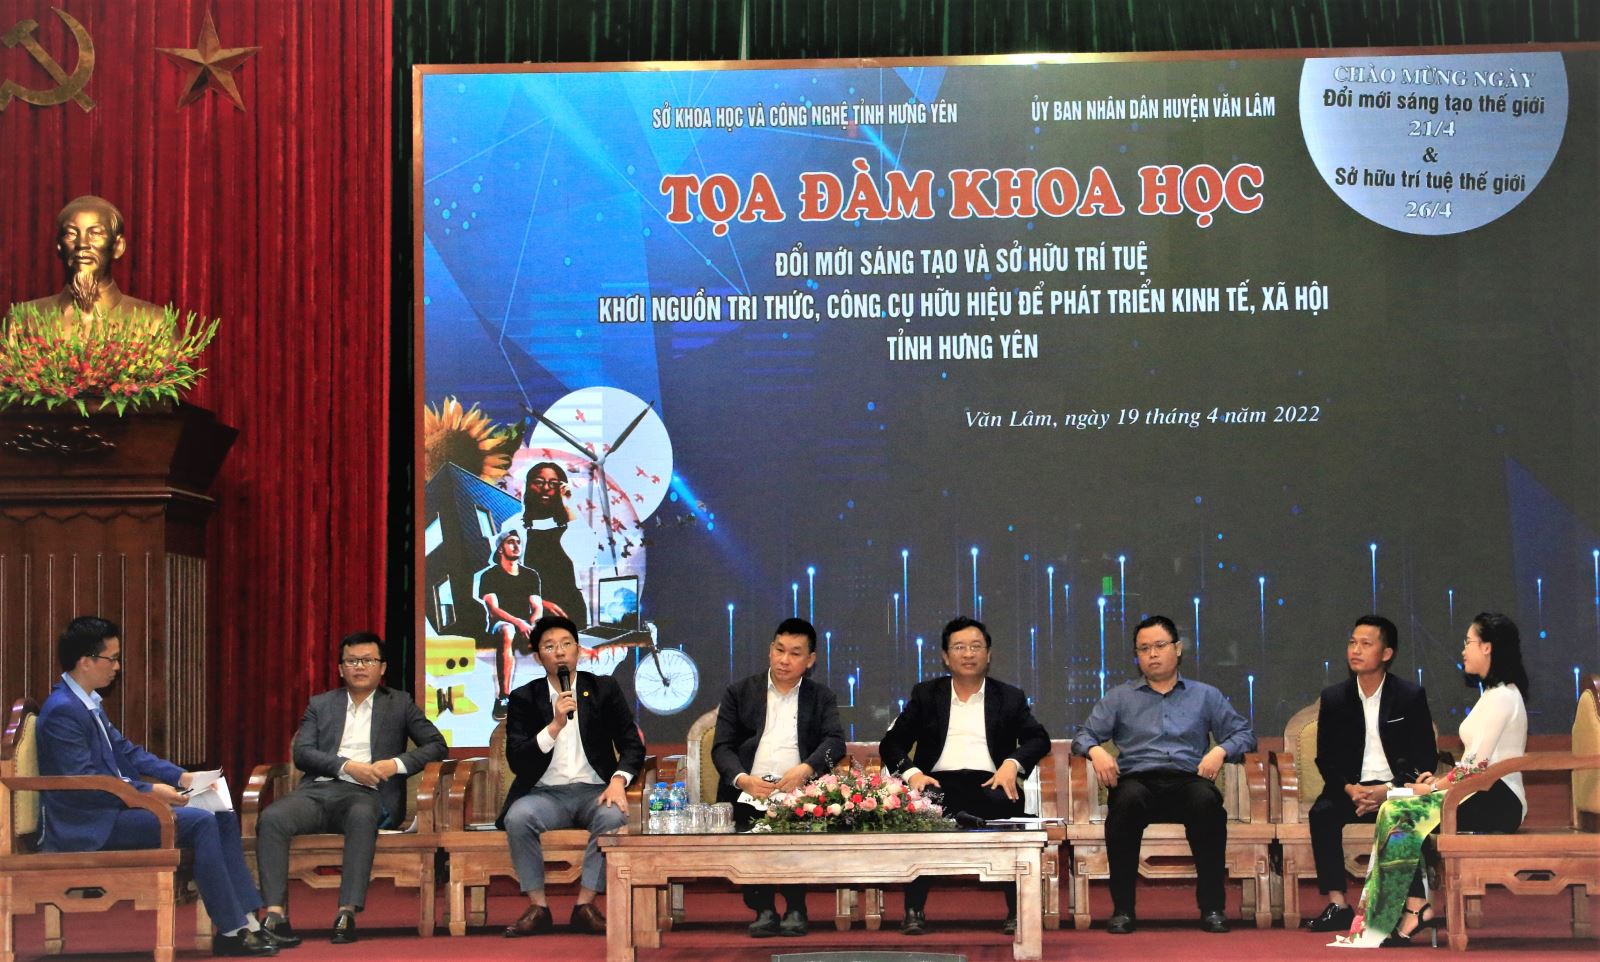 SỞ KHOA HỌC VÀ CÔNG NGHỆ TỈNH HƯNG YÊN
ỦY BAN NHÂN DÂN HUYỆN VĂN LÂM
CHÀO MỪNG NGÀY
Đổi mới sáng tạo thế giới
21/4
&
Sở hữu trí tuệ thế giới
26/4
TỌA ĐÀM KHOA HỌC
ĐỔI MỚI SÁNG TẠO VÀ SỞ HỮU TRÍ TUỆ
KHƠI NGUỒN TRI THỨC, CÔNG CỤ HỮU HIỆU ĐỂ PHÁT TRIỂN KINH TẾ, XÃ HỘI
TỈNH HƯNG YÊN
Văn Lâm, ngày 19 tháng 4 năm 2022